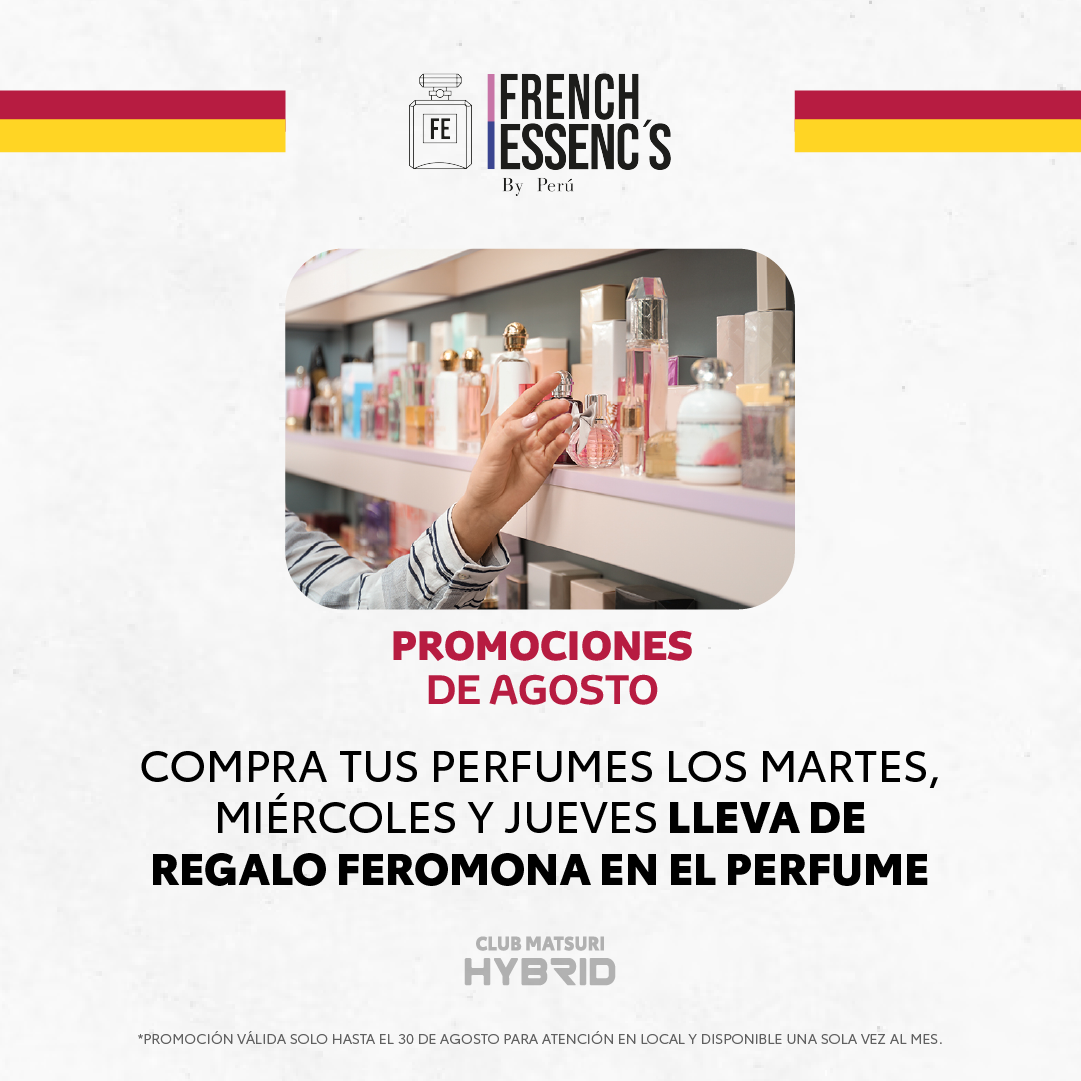 FE
FRENCH
ESSENC´S
By Perú
PROMOCIONES
DE AGOSTO
COMPRA TUS PERFUMES LOS MARTES,
MIÉRCOLES Y JUEVES LLEVA DE
REGALO FEROMONA EN EL PERFUME
CLUB MATSURI
HYBRID
*PROMOCIÓN VÁLIDA SOLO HASTA EL 30 DE AGOSTO PARA ATENCIÓN EN LOCAL Y DISPONIBLE UNA SOLA VEZ AL MES.